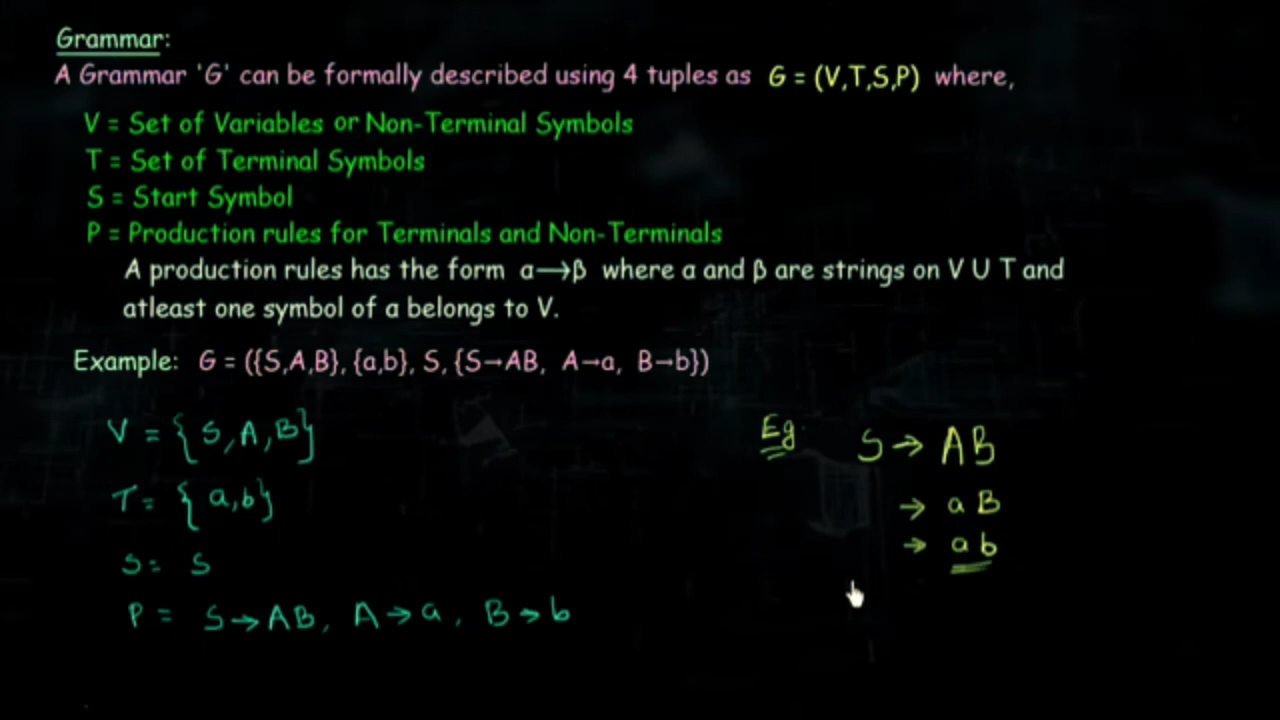 Grammar:
A Grammar 'G' can be formally described using 4 tuples as G = (V,T,S,P) where,
V = Set of Variables or Non-Terminal Symbols
T = Set of Terminal Symbols
S = Start Symbol
P = Production rules for Terminals and Non-Terminals
A production rules has the form α→β where α and β are strings on V U T and
atleast one symbol of α belongs to V.
Example: G = ({S,A,B}, {a,b}, S, {S→AB, A→a, B→b})
V = {S,A,B}
T = {a,b}
S = S
P = S→AB, A→a, B→b
Eg. S → AB
→ aB
→ ab